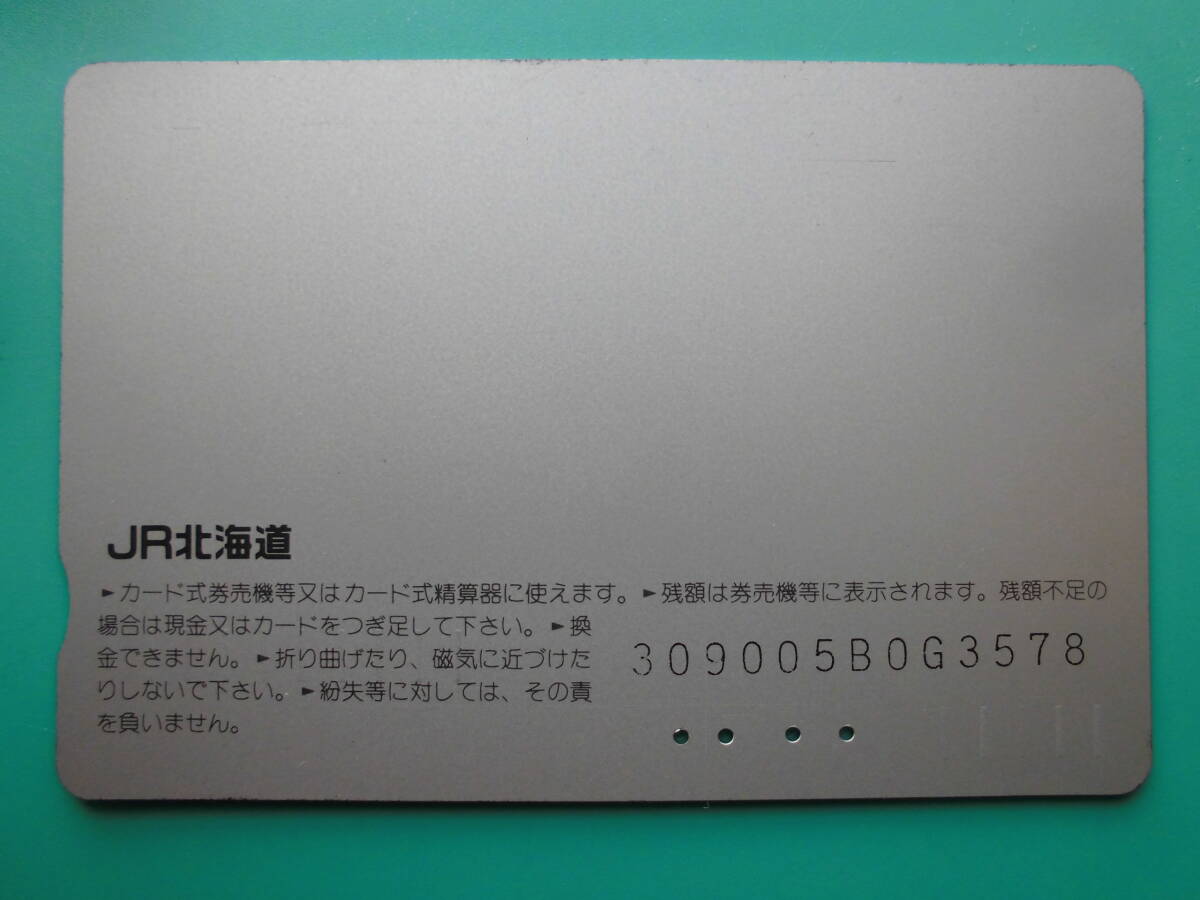 JR北海道
►カード式券売機等又はカード式精算器に使えます。►残額は券売機等に表示されます。残額不足の
場合は現金又はカードをつぎ足して下さい。►換
金できません。►折り曲げたり、磁気に近づけた
りしないで下さい。►紛失等に対しては、その責
を負いません。
309005B0G3578